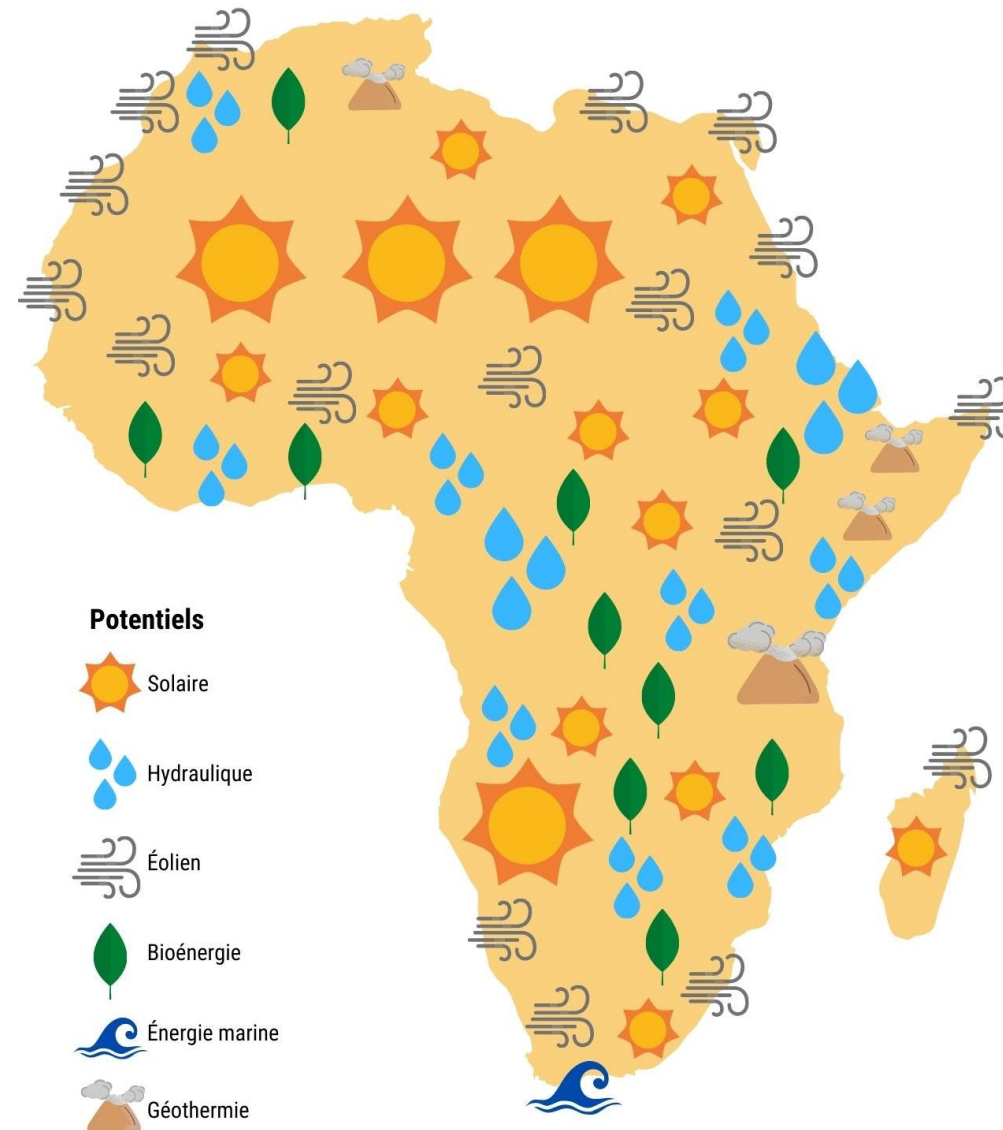 Potentiels
Solaire
Hydraulique
Éolien
Bioénergie
Énergie marine
Géothermie